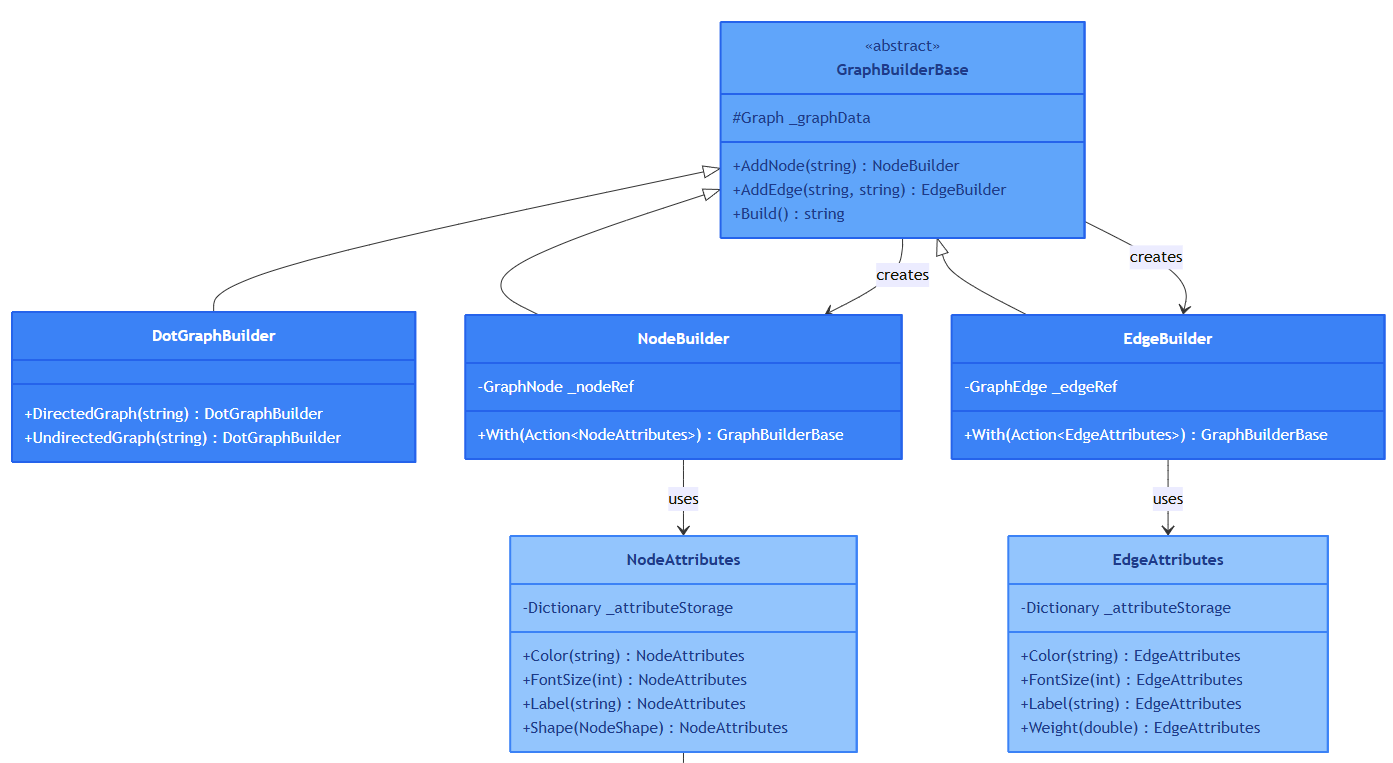 «abstract»
GraphBuilderBase
#Graph _graphData
+AddNode(string) : NodeBuilder
+AddEdge(string, string) : EdgeBuilder
+Build() : string
creates
creates
DotGraphBuilder
+DirectedGraph(string) : DotGraphBuilder
+UndirectedGraph(string) : DotGraphBuilder
NodeBuilder
-GraphNode _nodeRef
+With(Action<NodeAttributes>) : GraphBuilderBase
EdgeBuilder
-GraphEdge _edgeRef
+With(Action<EdgeAttributes>) : GraphBuilderBase
uses
uses
NodeAttributes
-Dictionary _attributeStorage
+Color(string) : NodeAttributes
+FontSize(int) : NodeAttributes
+Label(string) : NodeAttributes
+Shape(NodeShape) : NodeAttributes
EdgeAttributes
-Dictionary _attributeStorage
+Color(string) : EdgeAttributes
+FontSize(int) : EdgeAttributes
+Label(string) : EdgeAttributes
+Weight(double) : EdgeAttributes